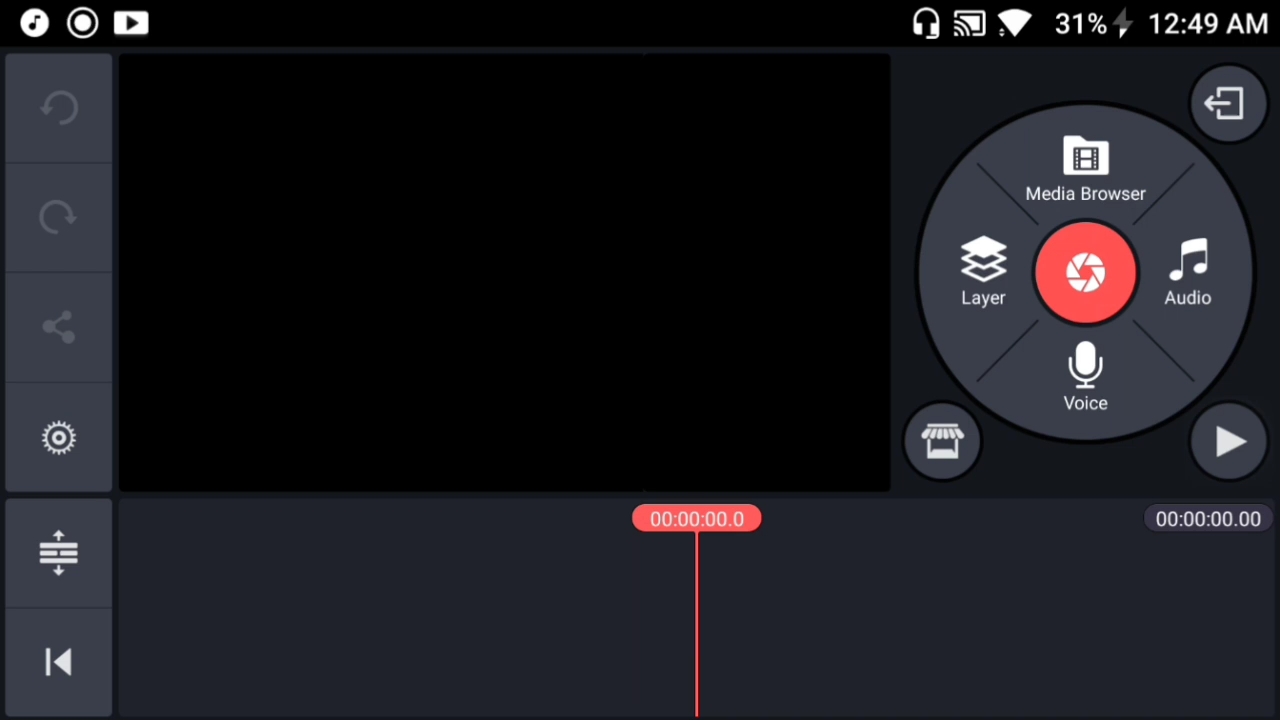 31% 12:49 AM
Media Browser
Layer
Audio
Voice
00:00:00.0
00:00:00.00